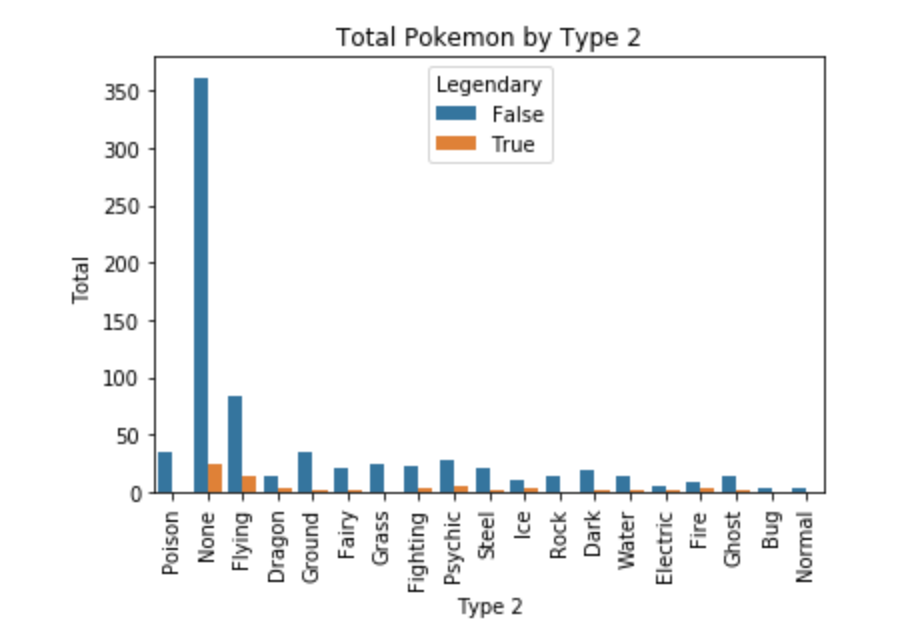 Total Pokemon by Type 2
Legendary
False
True
350
300
250
200
150
100
50
0
Total
Poison
None
Flying
Dragon
Ground
Fairy
Grass
Fighting
Psychic
Steel
Ice
Rock
Dark
Water
Electric
Fire
Ghost
Bug
Normal
Type 2